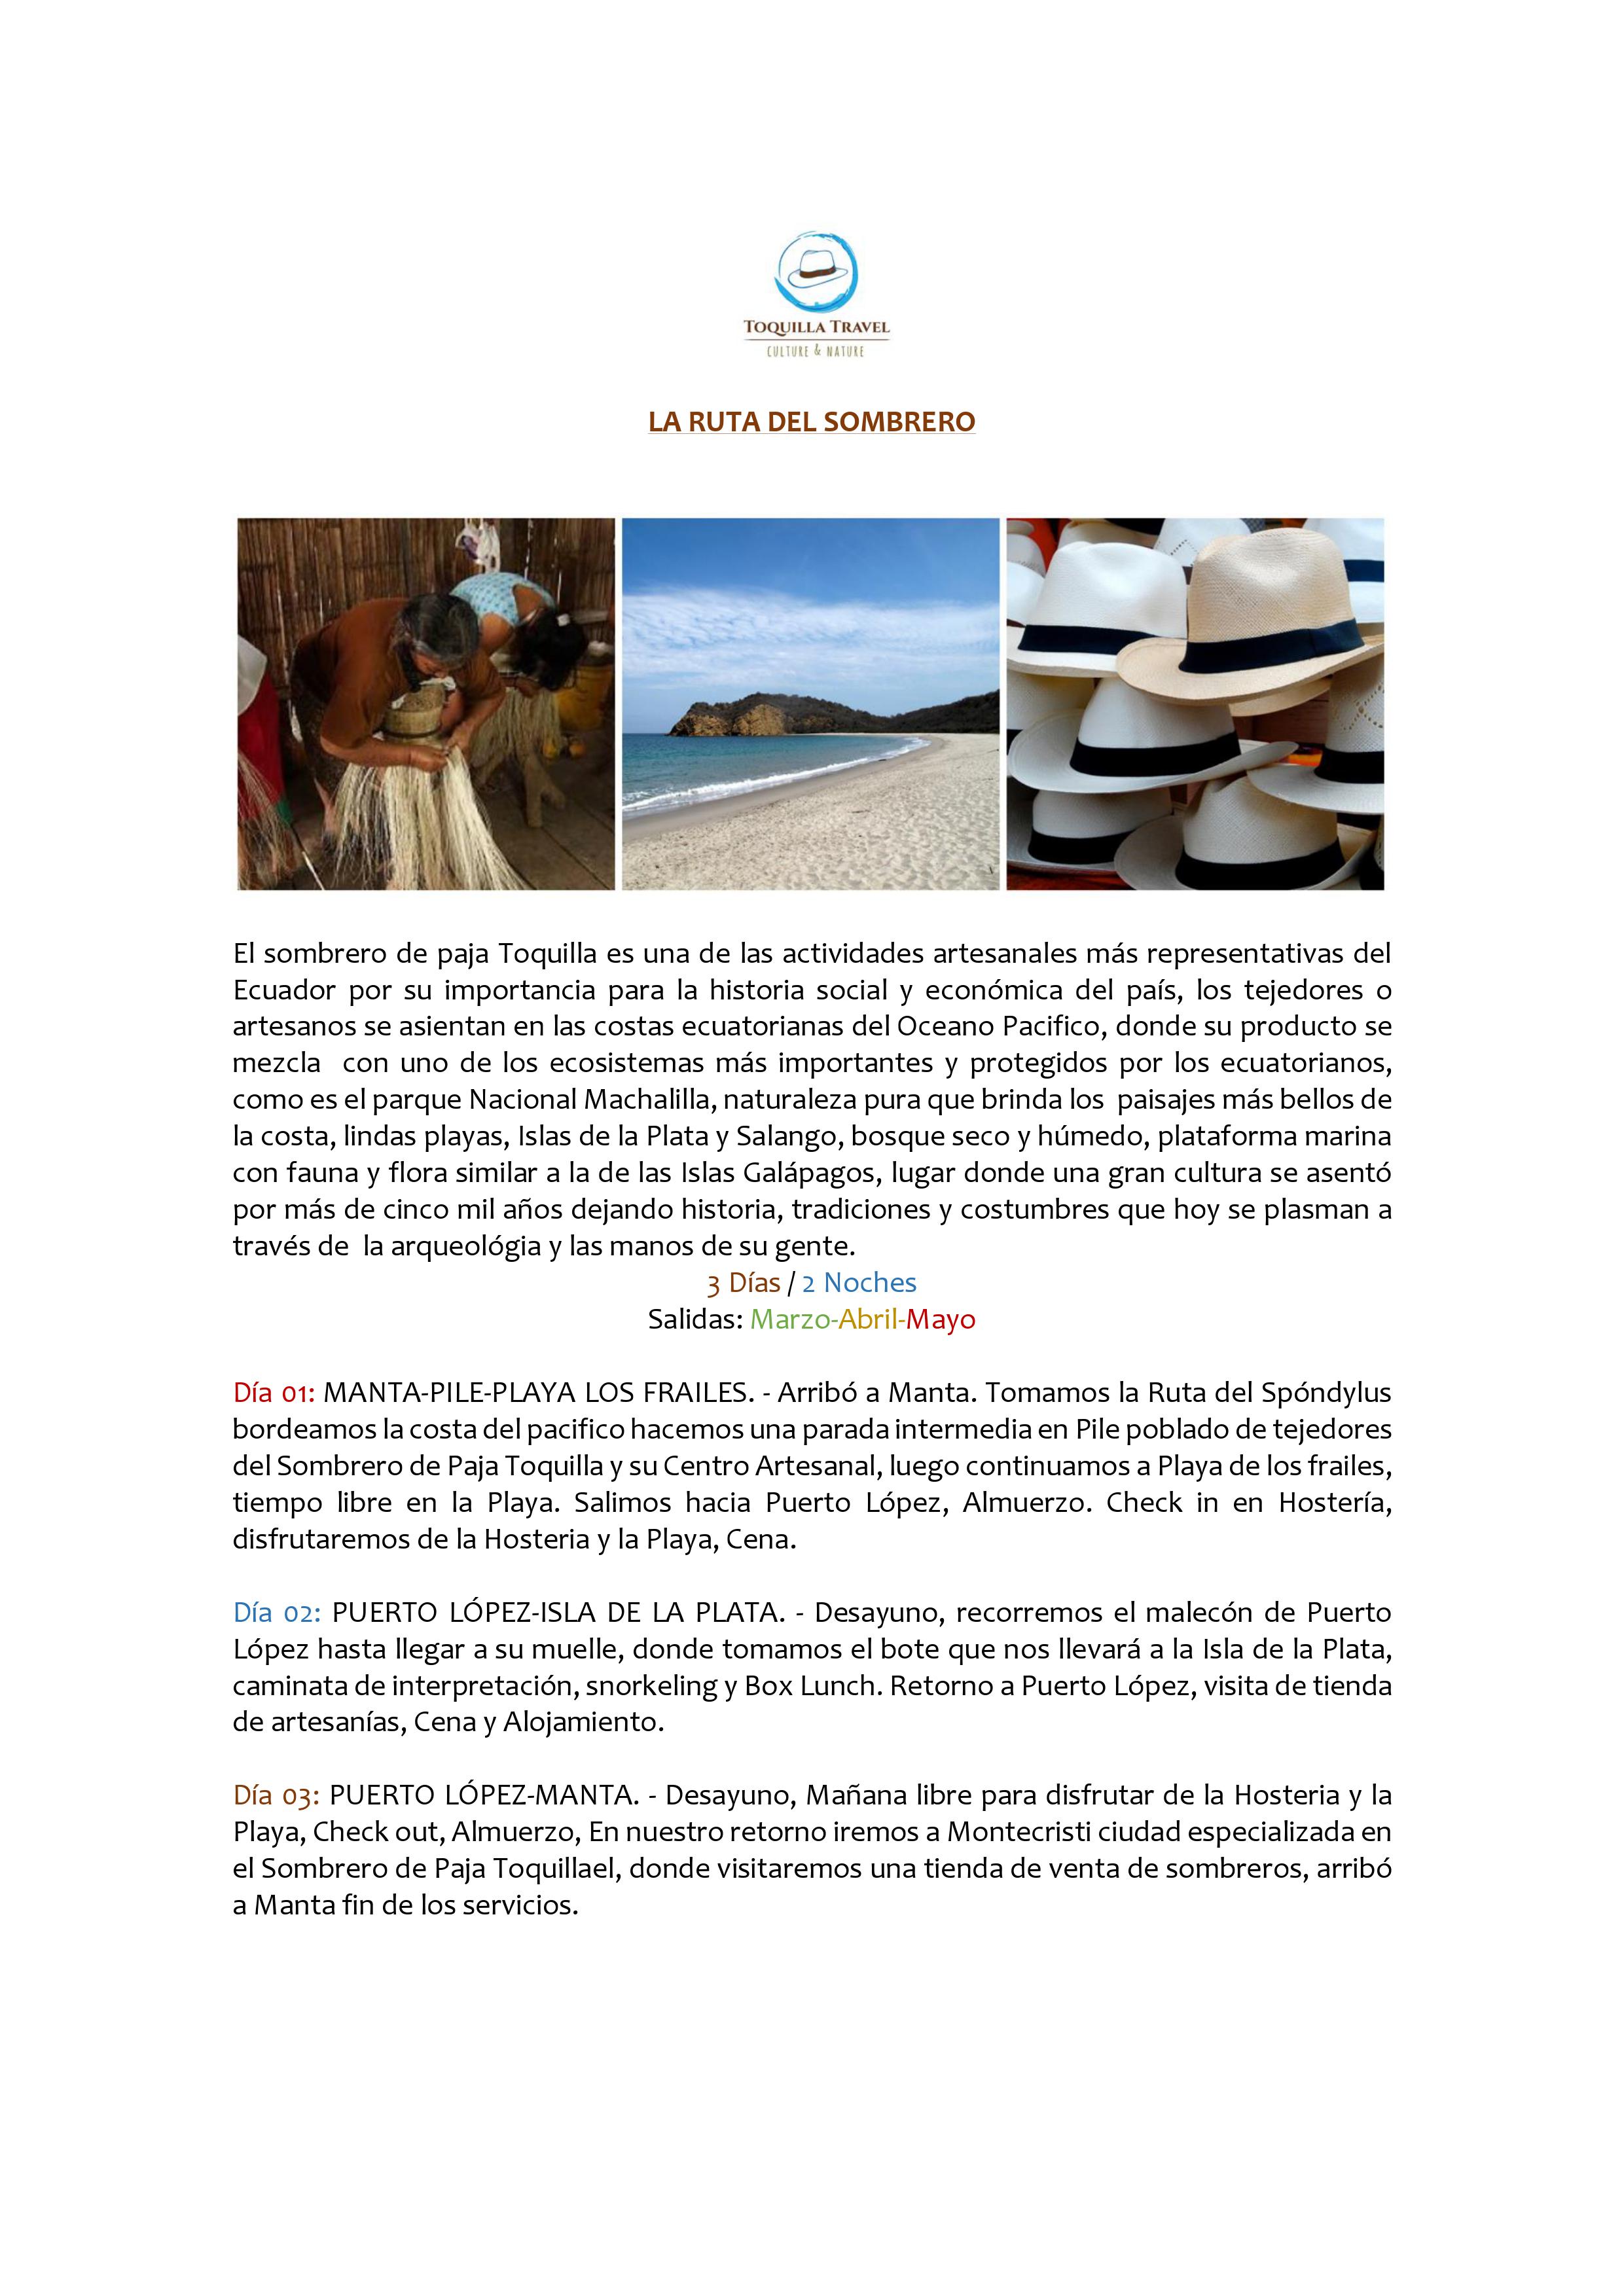 TOQUILLA TRAVEL
CULTURE & NATURE
LA RUTA DEL SOMBRERO
El sombrero de paja Toquilla es una de las actividades artesanales más representativas del
Ecuador por su importancia para la historia social y económica del país, los tejedores o
artesanos se asientan en las costas ecuatorianas del Oceano Pacifico, donde su producto se
mezcla  con uno de los ecosistemas más importantes y protegidos por los ecuatorianos,
como es el parque Nacional Machalilla, naturaleza pura que brinda los  paisajes más bellos de
la costa, lindas playas, Islas de la Plata y Salango, bosque seco y húmedo, plataforma marina
con fauna y flora similar a la de las Islas Galápagos, lugar donde una gran cultura se asentó
por más de cinco mil años dejando historia, tradiciones y costumbres que hoy se plasman a
través de  la arqueológia y las manos de su gente.
3 Días / 2 Noches
Salidas: Marzo-Abril-Mayo
Día 01: MANTA-PILE-PLAYA LOS FRAILES. - Arribó a Manta. Tomamos la Ruta del Spóndylus
bordeamos la costa del pacifico hacemos una parada intermedia en Pile poblado de tejedores
del Sombrero de Paja Toquilla y su Centro Artesanal, luego continuamos a Playa de los frailes,
tiempo libre en la Playa. Salimos hacia Puerto López, Almuerzo. Check in en Hostería,
disfrutaremos de la Hosteria y la Playa, Cena.
Día 02: PUERTO LÓPEZ-ISLA DE LA PLATA. - Desayuno, recorremos el malecón de Puerto
López hasta llegar a su muelle, donde tomamos el bote que nos llevará a la Isla de la Plata,
caminata de interpretación, snorkeling y Box Lunch. Retorno a Puerto López, visita de tienda
de artesanías, Cena y Alojamiento.
Día 03: PUERTO LÓPEZ-MANTA. - Desayuno, Mañana libre para disfrutar de la Hosteria y la
Playa, Check out, Almuerzo, En nuestro retorno iremos a Montecristi ciudad especializada en
el Sombrero de Paja Toquillael, donde visitaremos una tienda de venta de sombreros, arribó
a Manta fin de los servicios.